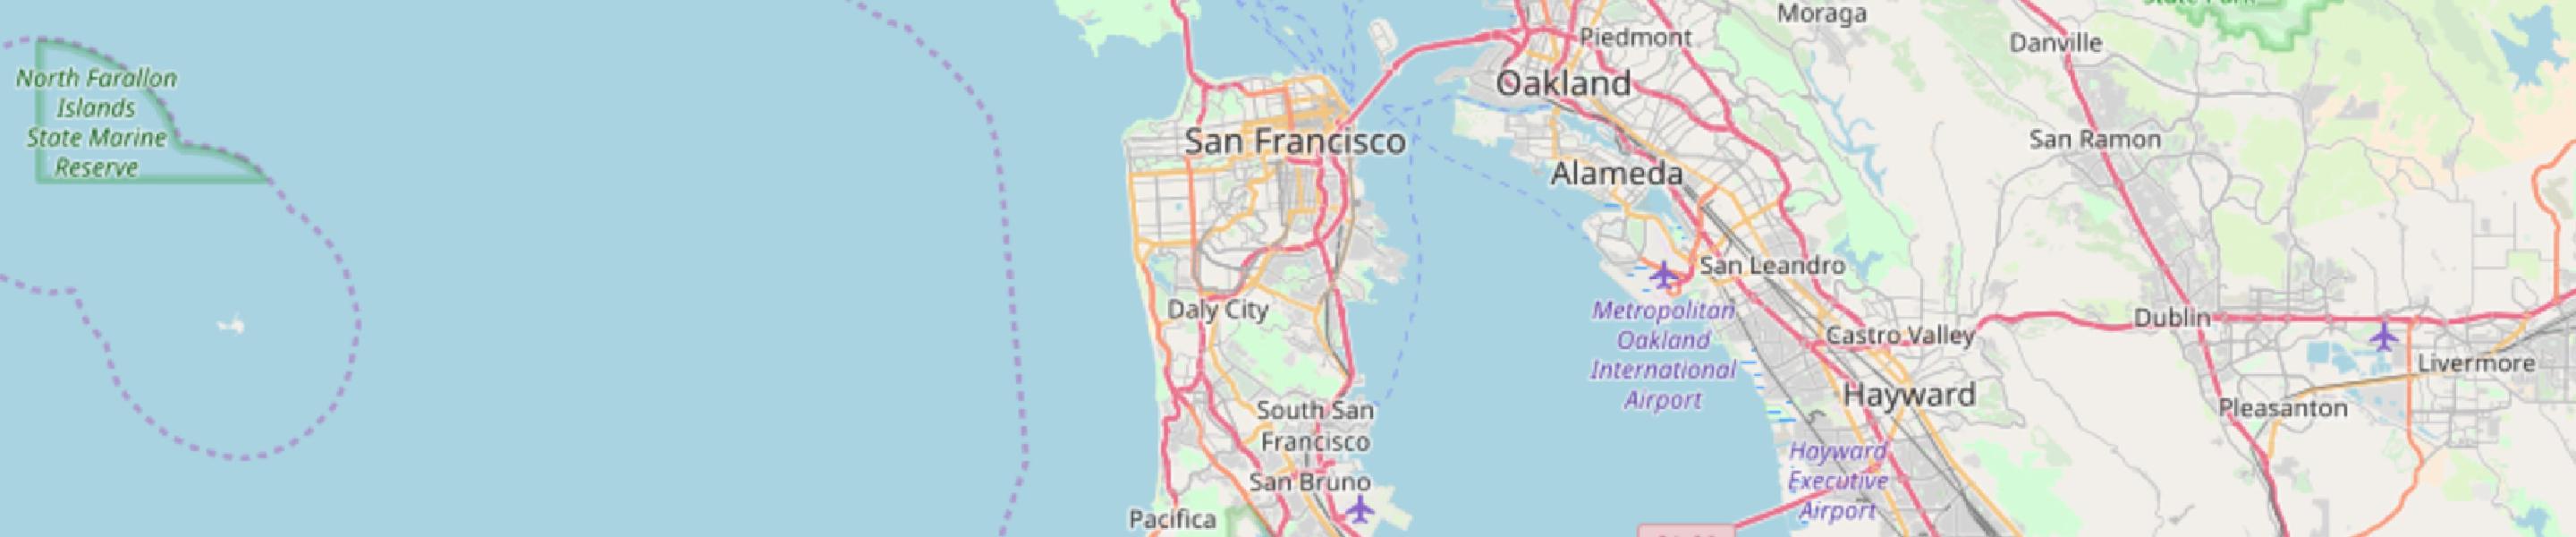 Moraga
State Park
Piedmont
Danville
North Farallon
Islands
State Marine
Reserve
Oakland
San Francisco
San Ramon
Alameda
San Leandro
Daly City
Metropolitan
Oakland
International
Airport
Dublin
Castro Valley
Livermore
Hayward
Pleasanton
South San
Francisco
Hayward
Executive
Airport
San Bruno
Pacifica